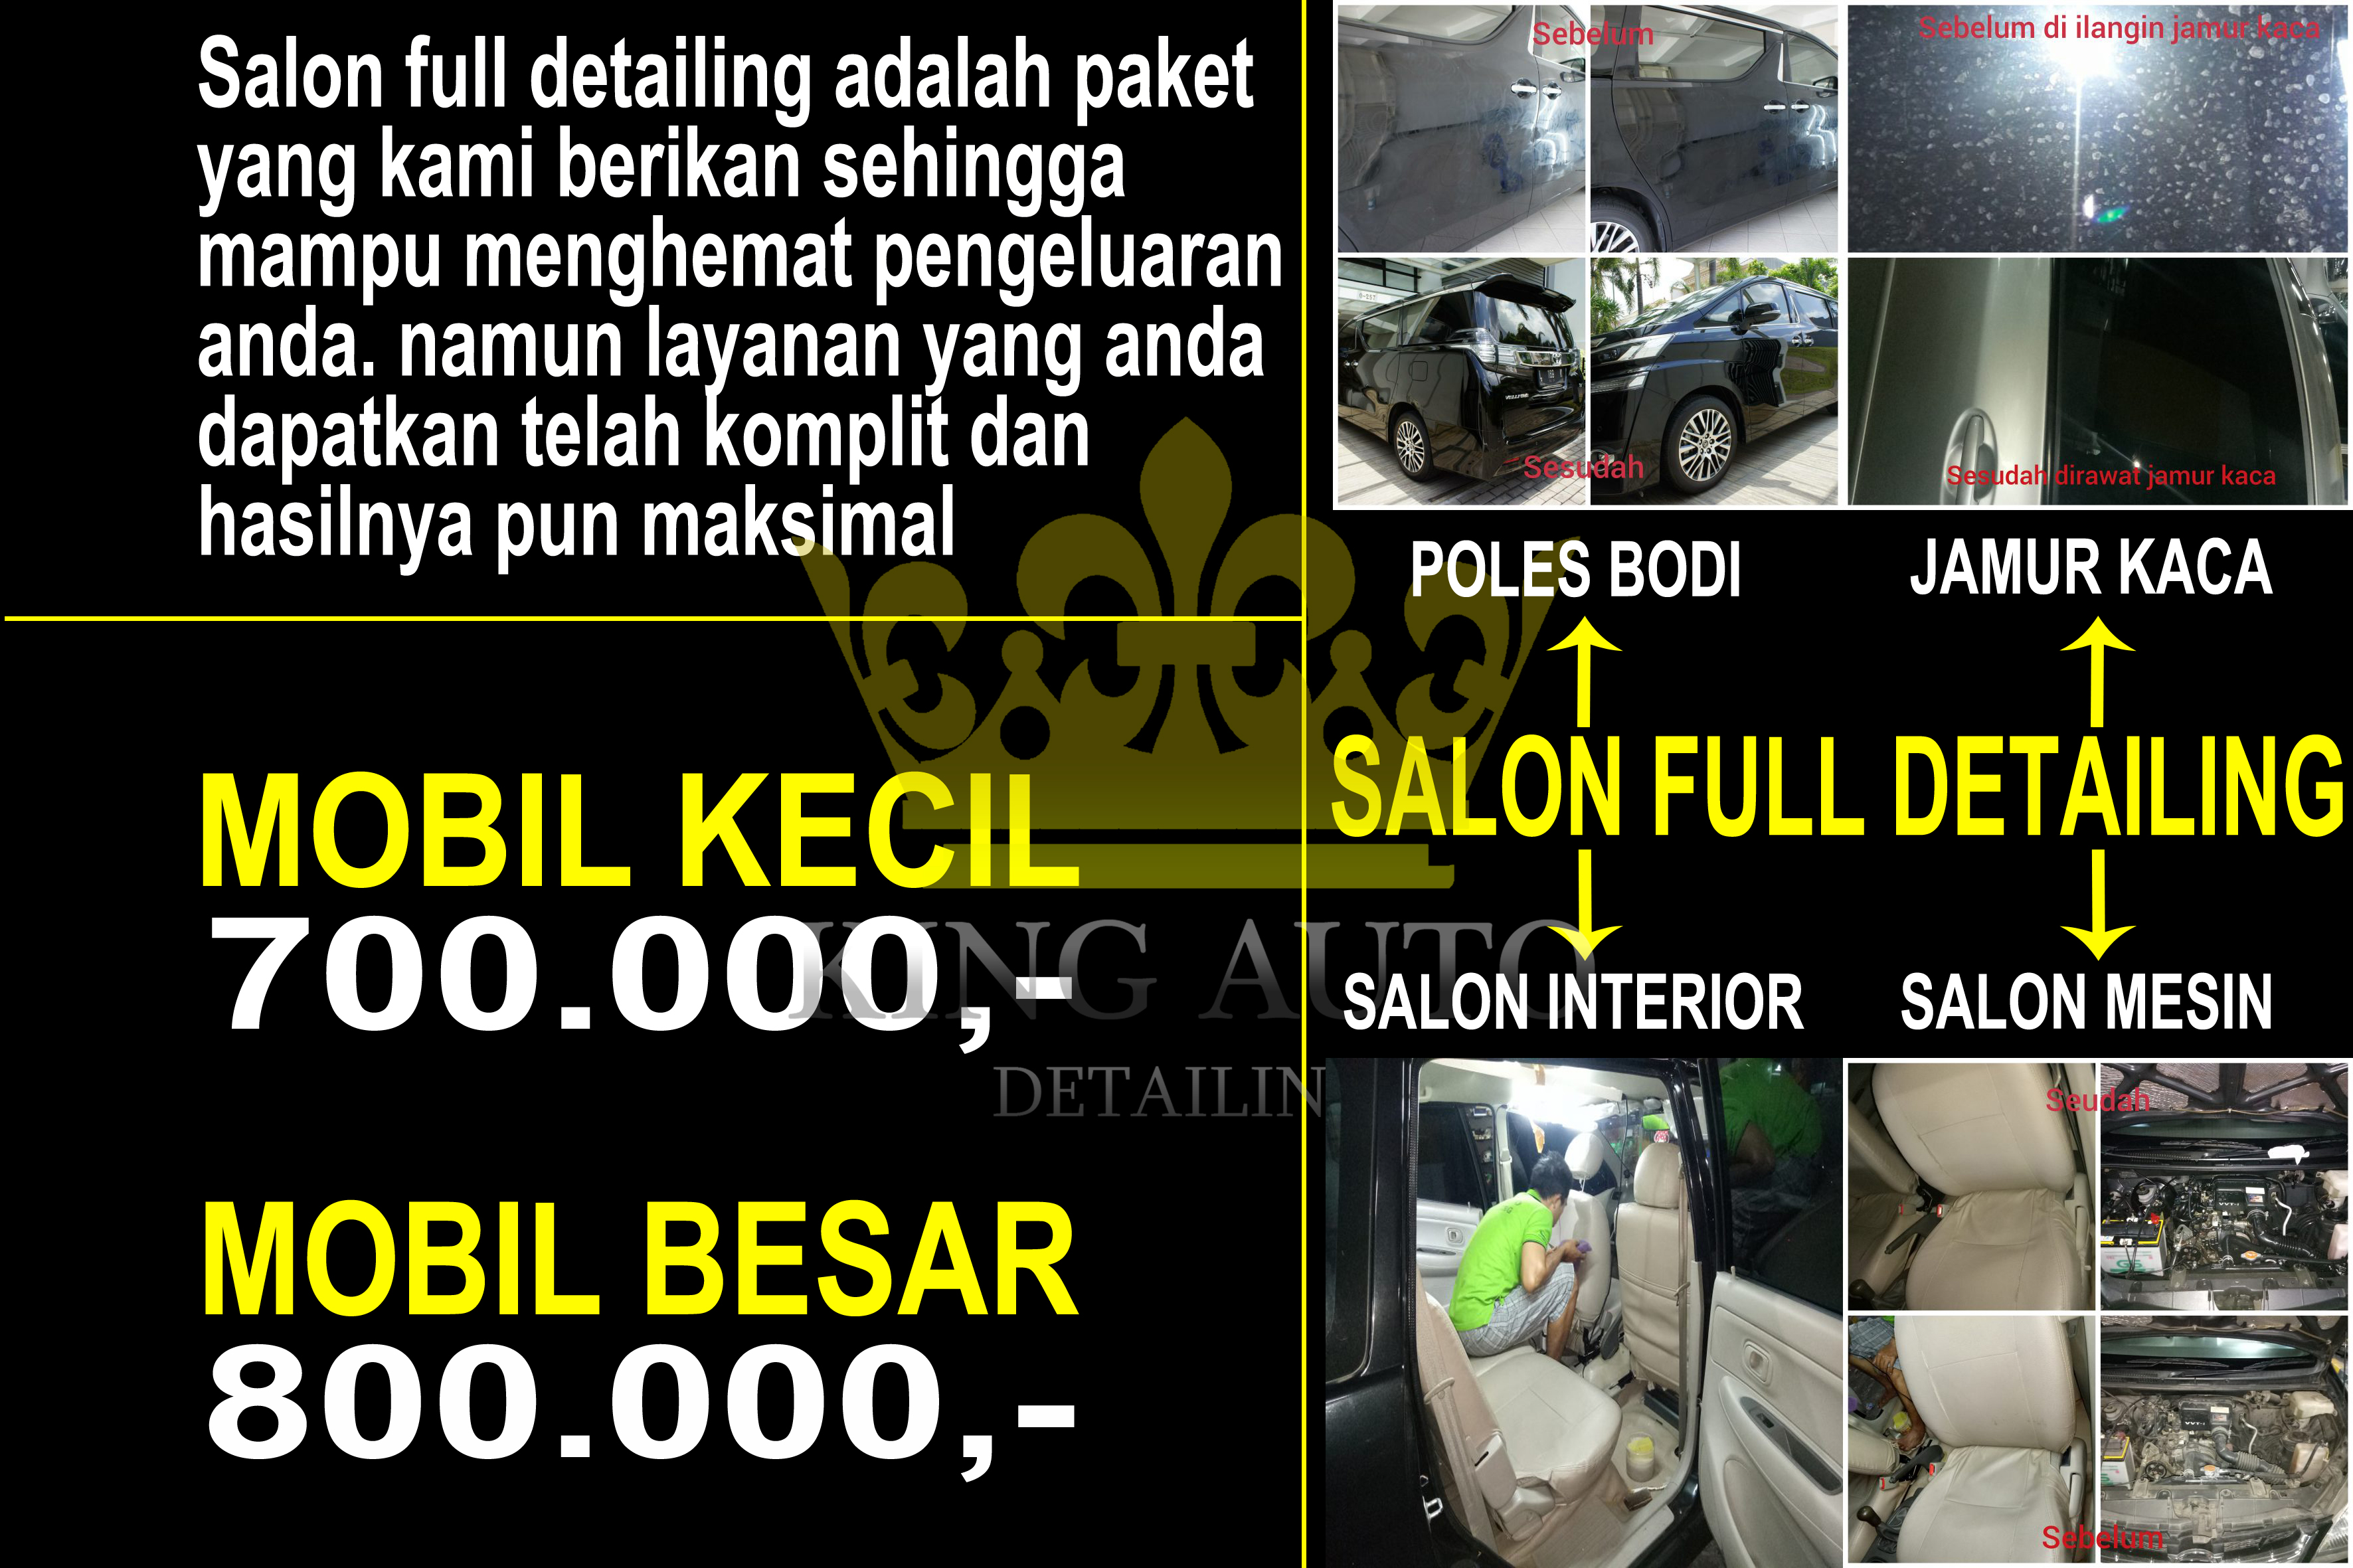 Salon full detailing adalah paket
yang kami berikan sehingga
mampu menghemat pengeluaran
anda. namun layanan yang anda
dapatkan telah komplit dan
hasilnya pun maksimal
MOBIL KECIL
700.000,-
MOBIL BESAR
800.000,-
KING AUTO
DETAILIN
Sebelum
Sebelum di ilangin jamur kaca
Sesudah
Sesudah dirawat jamur kaca
POLES BODI
JAMUR KACA
SALON FULL DETAILING
SALON INTERIOR
SALON MESIN
Seudah
VVT-i
Sebelum